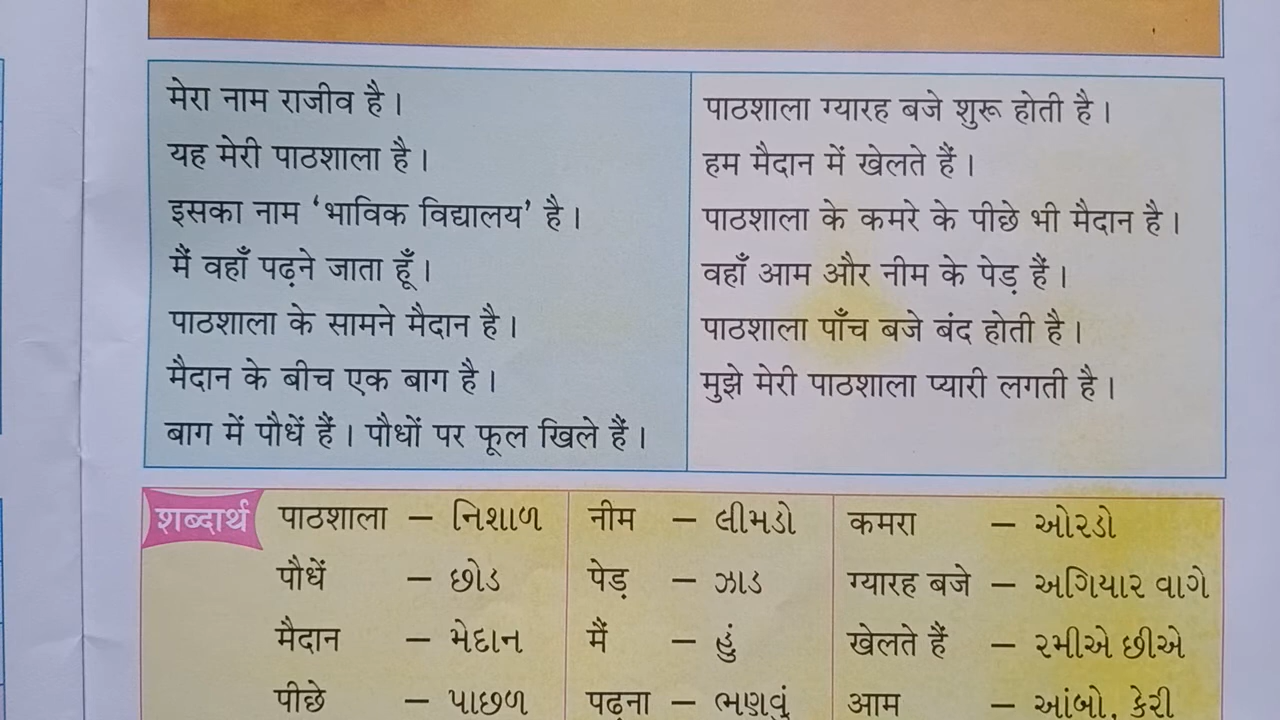 मेरा नाम राजीव है ।
यह मेरी पाठशाला है ।
इसका नाम ‘भाविक विद्यालय’ है ।
मैं वहाँ पढ़ने जाता हूँ ।
पाठशाला के सामने मैदान है ।
मैदान के बीच एक बाग है ।
बाग में पौधें हैं । पौधों पर फूल खिले हैं ।
पाठशाला ग्यारह बजे शुरू होती है ।
हम मैदान में खेलते हैं ।
पाठशाला के कमरे के पीछे भी मैदान है ।
वहाँ आम और नीम के पेड़ हैं ।
पाठशाला पाँच बजे बंद होती है ।
मुझे मेरी पाठशाला प्यारी लगती है ।
शब्दार्थ
पाठशाला – નિશાળ
पौधें – છોડ
मैदान – મેદાન
पीछे – પાછળ
नीम – લીમડો
पेड़ – ઝાડ
मैं – હું
पढ़ना – ભણવું
कमरा – ઓરડો
ग्यारह बजे – અગિયાર વાગે
खेलते हैं – રમીએ છીએ
आम – આંબો, કેરી